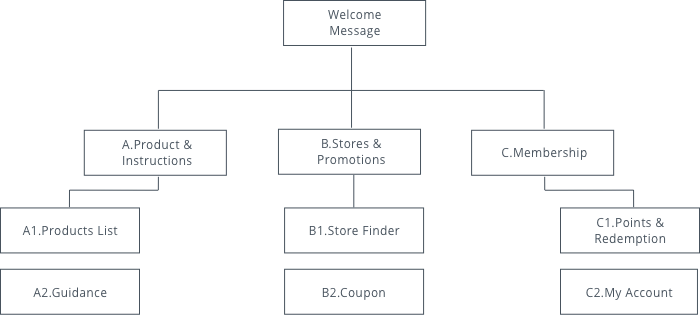 Welcome
Message
A.Product &
Instructions
B.Stores &
Promotions
C.Membership
A1.Products List
B1.Store Finder
C1.Points &
Redemption
A2.Guidance
B2.Coupon
C2.My Account